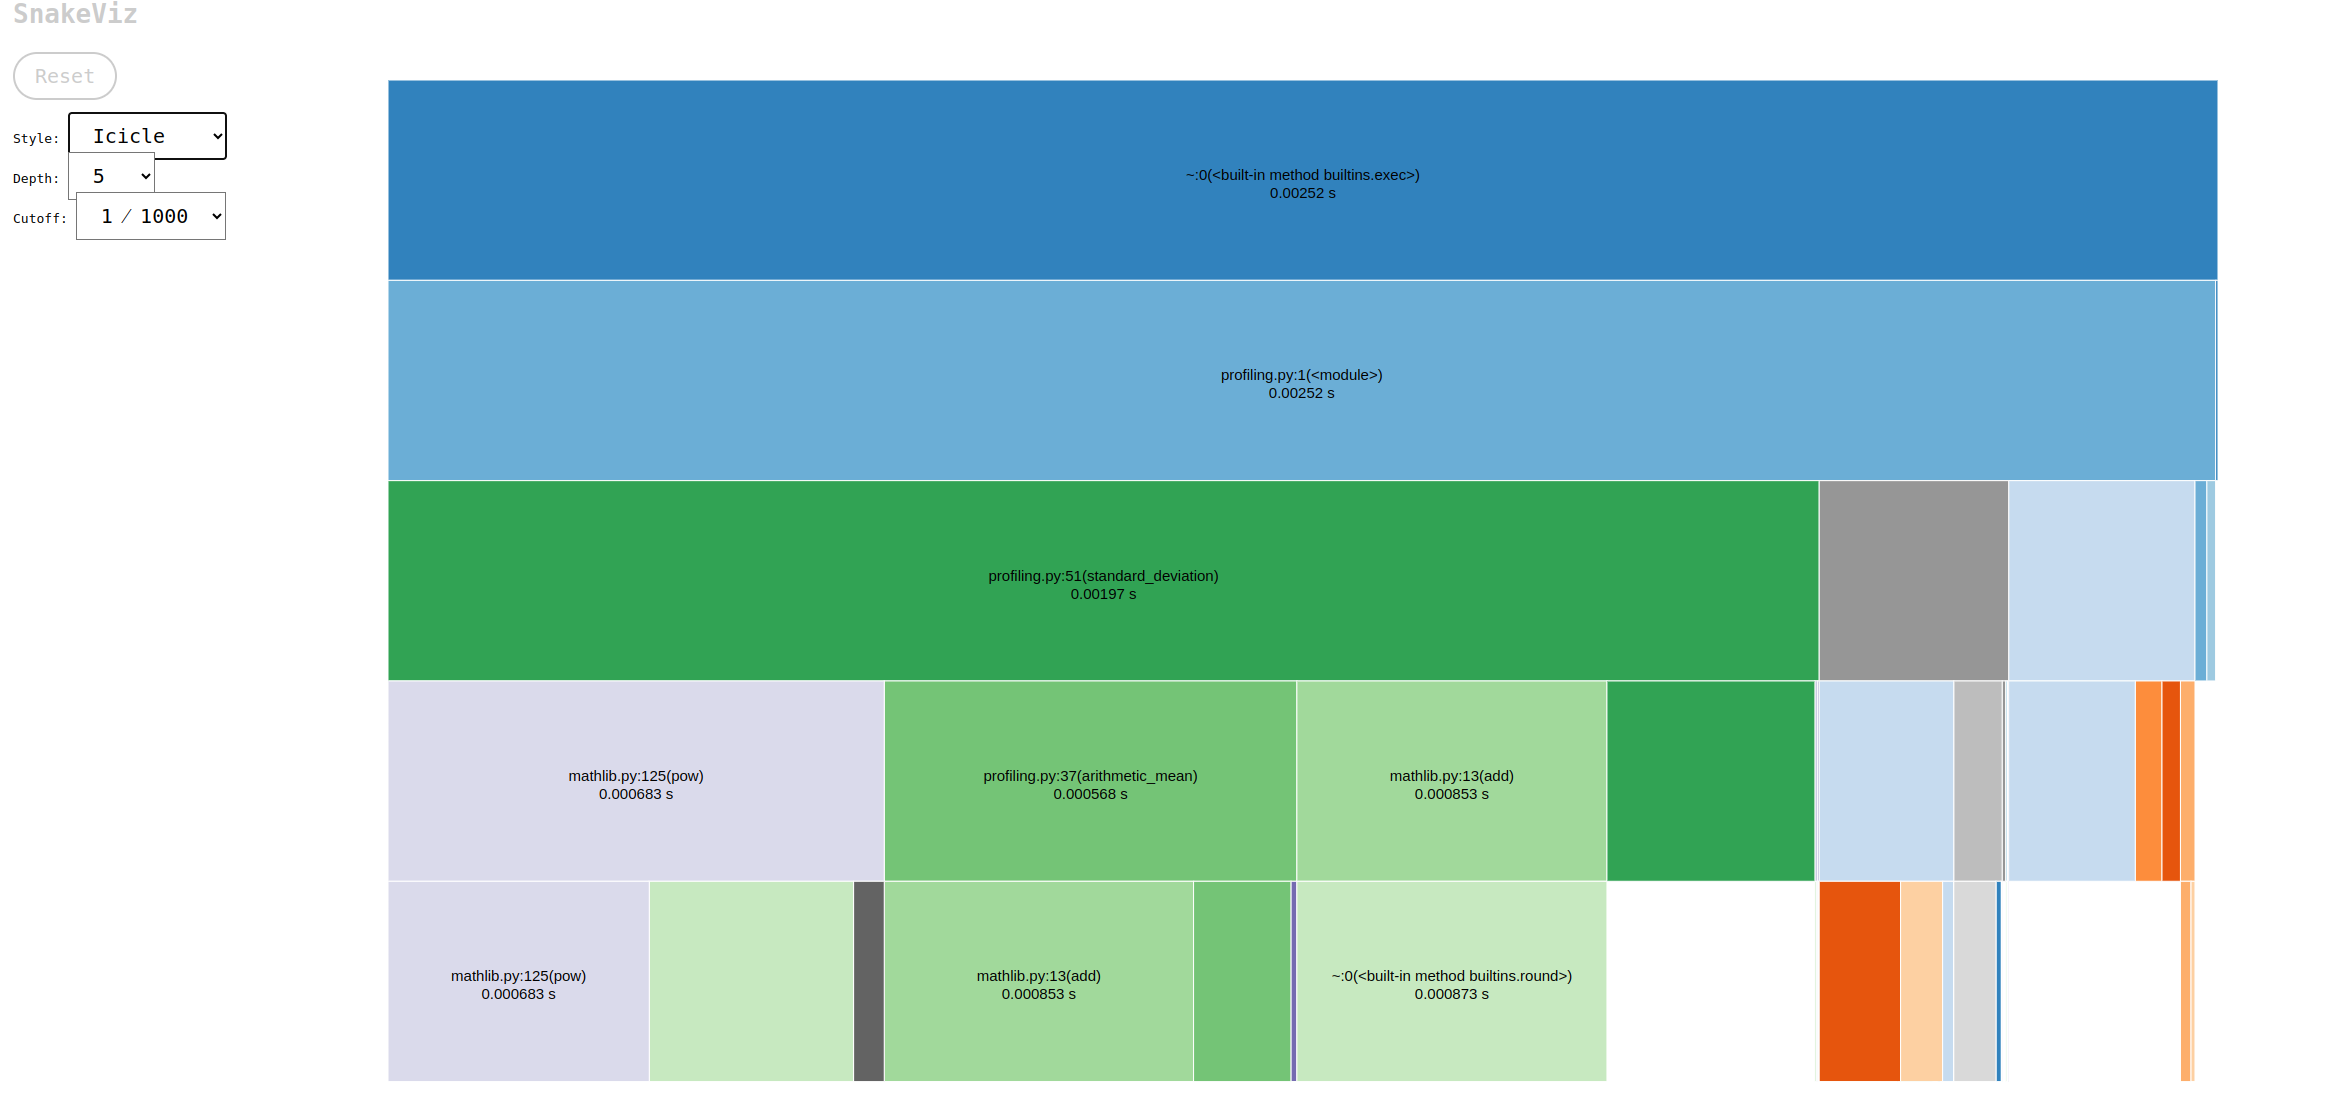 SnakeViz
Reset
Style: Icicle
Depth: 5
Cutoff: 1 / 1000
~:0(<built-in method builtins.exec>)
0.00252 s
profiling.py:1(<module>)
0.00252 s
profiling.py:51(standard_deviation)
0.00197 s
mathlib.py:125(pow)
0.000683 s
profiling.py:37(arithmetic_mean)
0.000568 s
mathlib.py:13(add)
0.000853 s
mathlib.py:125(pow)
0.000683 s
mathlib.py:13(add)
0.000853 s
~:0(<built-in method builtins.round>)
0.000873 s